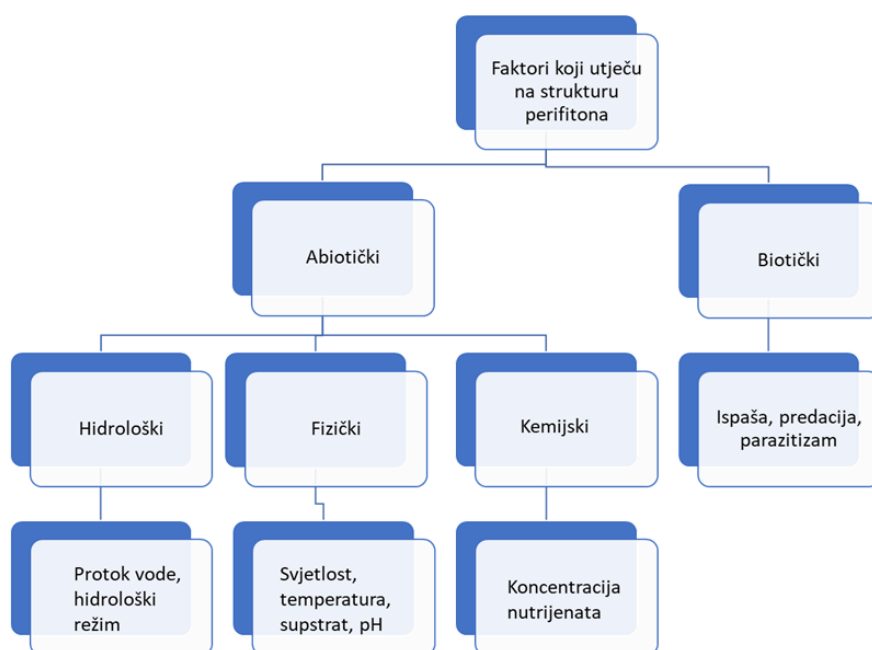 Faktori koji utječu
na strukturu
perifitona
Abiotički
Biotički
Hidrološki
Fizički
Kemijski
Ispaša, predacija,
parazitizam
Protok vode,
hidrološki
režim
Svjetlost,
temperatura,
supstrat, pH
Koncentracija
nutrijenata